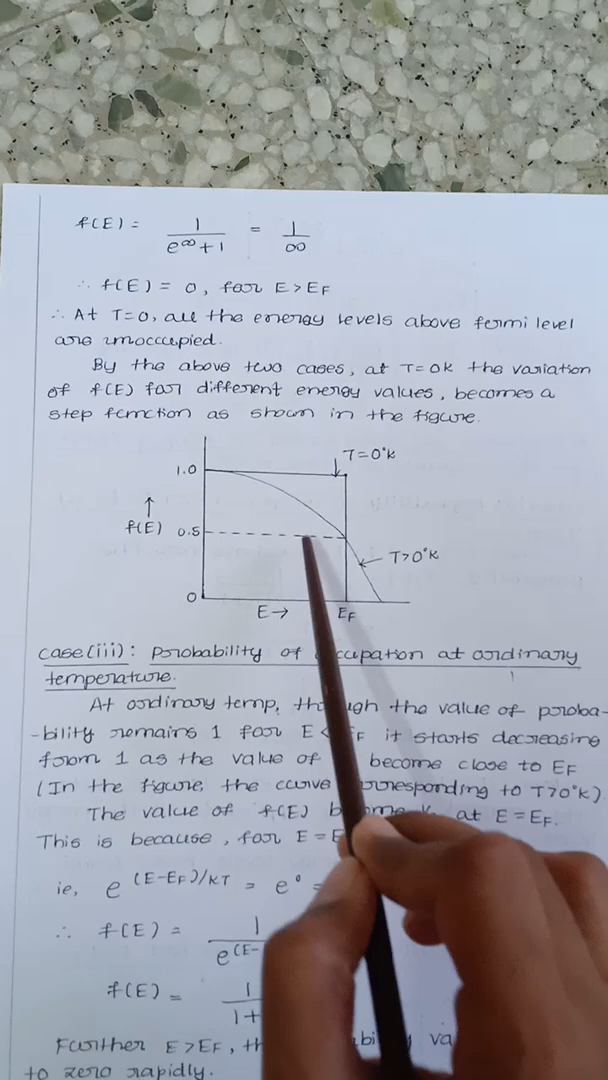 f(E) = 1/(e^∞+1) = 1/∞
∴ f(E) = 0, for E > EF
∴ At T=0, all the energy levels above fermi level
are unoccupied.
By the above two cases, at T=0K the variation
of f(E) for different energy values, becomes a
step function as shown in the figure.
T=0°K
1.0
↑
f(E) 0.5
T>0°K
0
E→ EF
case(iii): Probability of occupation at ordinary
temperature.
At ordinary temp, though the value of proba-
-bility remains 1 for E < EF it starts decreasing
from 1 as the value of become close to EF
(In the figure, the curve corresponding to T>0°K).
The value of f(E) become at E = EF.
This is because, for E = E
ie, e^(E-EF)/KT = e° =
∴ f(E) = 1/e^(E-
f(E) = 1/1+
Further E>EF, th
to zero rapidly.